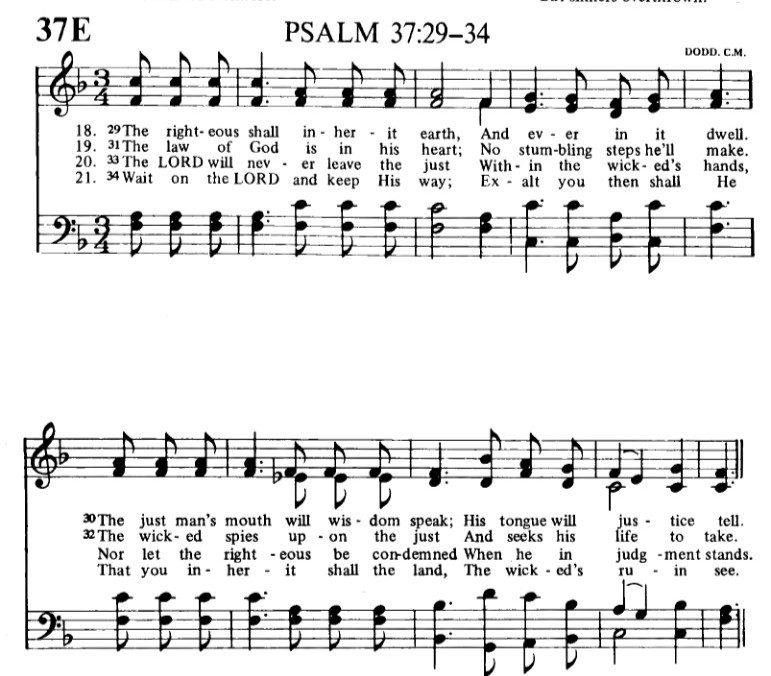 37E
PSALM 37:29–34
DODD. C.M.
3 4
18. 29The right-eous shall in-her-it earth, And ev-er in it dwell.
19. 31The law of God is in his heart; No stum-bling steps he'll make.
20. 33The LORD will nev-er leave the just With-in the wick-ed's hands,
21. 34Wait on the LORD and keep His way; Ex-alt you then shall He
3 4
30The just man's mouth will wis-dom speak; His tongue will jus-tice tell.
32The wick-ed spies up-on the just And seeks his life to take.
Nor let the right-eous be con-demned When he in judg-ment stands.
That you in-her-it shall the land, The wick-ed's ru-in see.